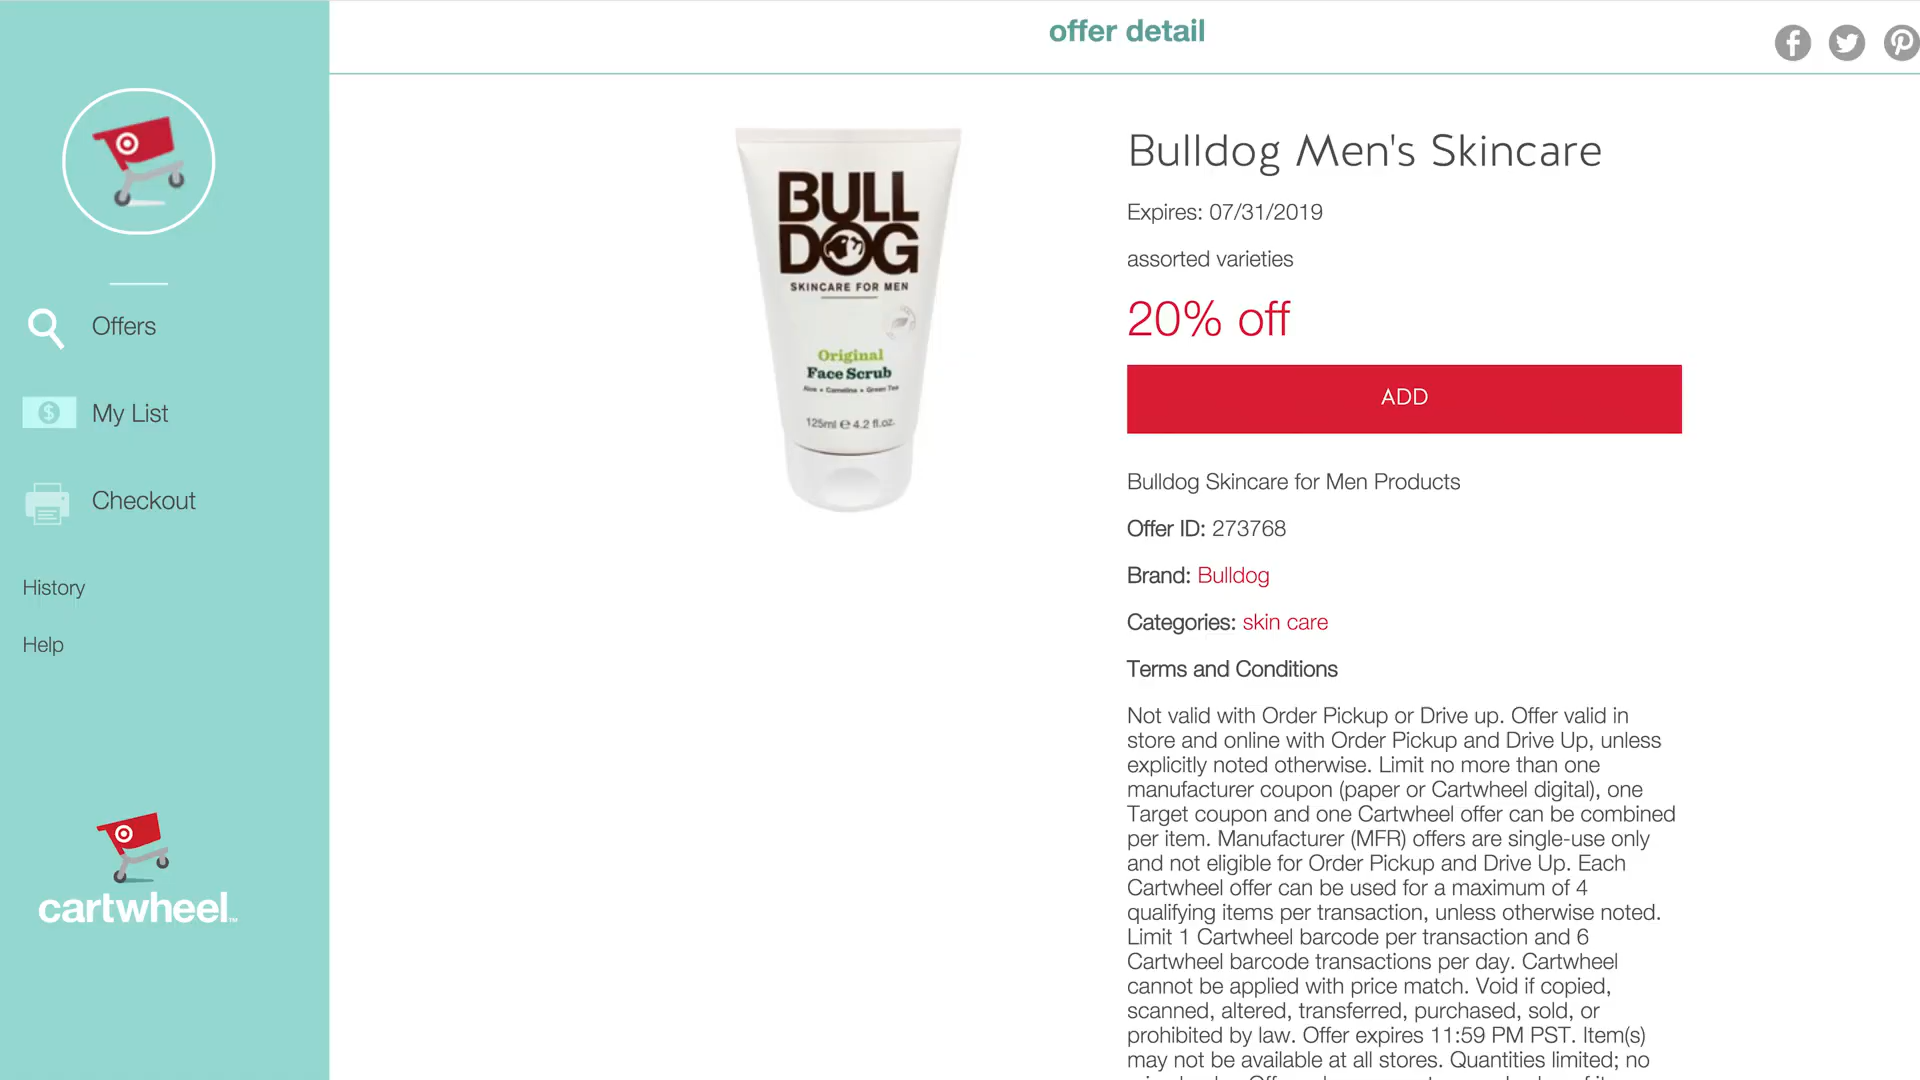 offer detail
Offers
My List
Checkout
History
Help
cartwheel™
BULL
DOG
SKINCARE FOR MEN
Original
Face Scrub
Aloe • Camelina • Green Tea
125ml ℮ 4.2 fl.oz.
Bulldog Men's Skincare
Expires: 07/31/2019
assorted varieties
20% off
ADD
Bulldog Skincare for Men Products
Offer ID: 273768
Brand: Bulldog
Categories: skin care
Terms and Conditions
Not valid with Order Pickup or Drive up. Offer valid in
store and online with Order Pickup and Drive Up, unless
explicitly noted otherwise. Limit no more than one
manufacturer coupon (paper or Cartwheel digital), one
Target coupon and one Cartwheel offer can be combined
per item. Manufacturer (MFR) offers are single-use only
and not eligible for Order Pickup and Drive Up. Each
Cartwheel offer can be used for a maximum of 4
qualifying items per transaction, unless otherwise noted.
Limit 1 Cartwheel barcode per transaction and 6
Cartwheel barcode transactions per day. Cartwheel
cannot be applied with price match. Void if copied,
scanned, altered, transferred, purchased, sold, or
prohibited by law. Offer expires 11:59 PM PST. Item(s)
may not be available at all stores. Quantities limited; no